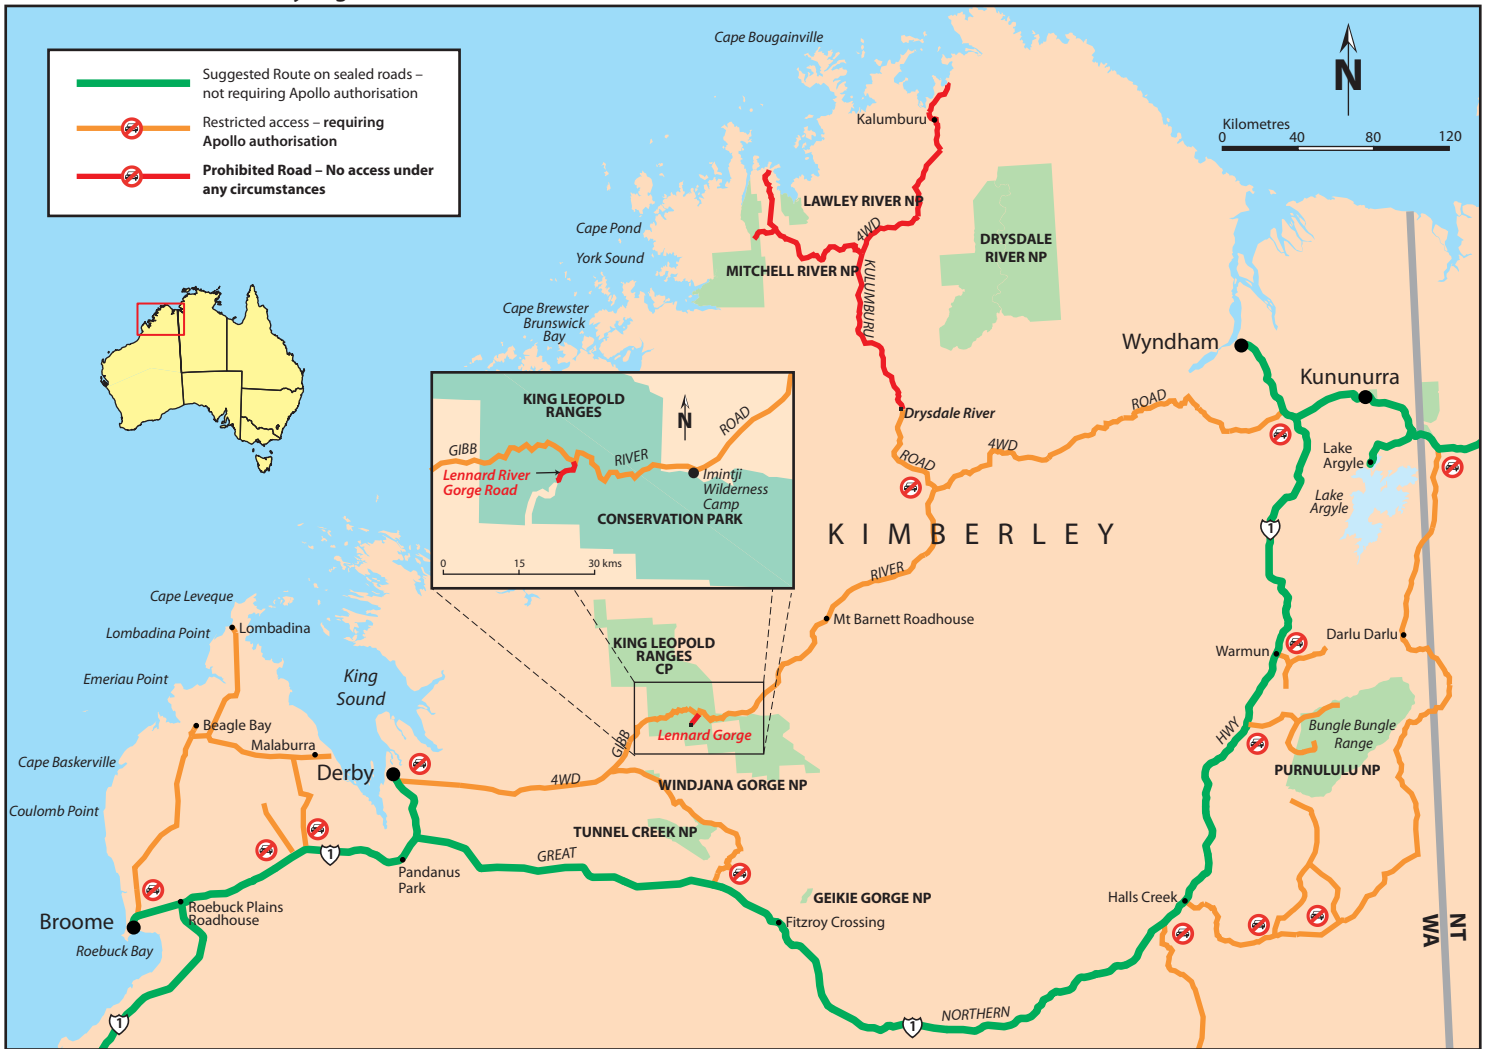 Suggested Route on sealed roads –
not requiring Apollo authorisation
Restricted access – requiring
Apollo authorisation
Prohibited Road – No access under
any circumstances
N
Kilometres
0 40 80 120
Cape Bougainville
Kalumburu
LAWLEY RIVER NP
4WD
Cape Pond
York Sound
MITCHELL RIVER NP
DRYSDALE
RIVER NP
KULUMBURU
Cape Brewster
Brunswick
Bay
Wyndham
Kununurra
Drysdale River
ROAD
4WD
ROAD
Lake
Argyle
Lake
Argyle
KING LEOPOLD
RANGES
N
ROAD
GIBB
RIVER
Lennard River
Gorge Road
Imintji
Wilderness
Camp
CONSERVATION PARK
0 15 30 kms
KIMBERLEY
1
RIVER
Cape Leveque
Lombadina Point
Lombadina
Mt Barnett Roadhouse
KING LEOPOLD
RANGES
CP
Warmun
Darlu Darlu
Emeriau Point
King
Sound
Beagle Bay
Malaburra
Lennard Gorge
GIBB
HWY
Bungle Bungle
Range
PURNULULU NP
Cape Baskerville
Derby
4WD
WINDJANA GORGE NP
Coulomb Point
TUNNEL CREEK NP
1
GREAT
Pandanus
Park
GEIKIE GORGE NP
Halls Creek
Roebuck Plains
Roadhouse
Broome
Fitzroy Crossing
Roebuck Bay
WA
NT
1
1
NORTHERN